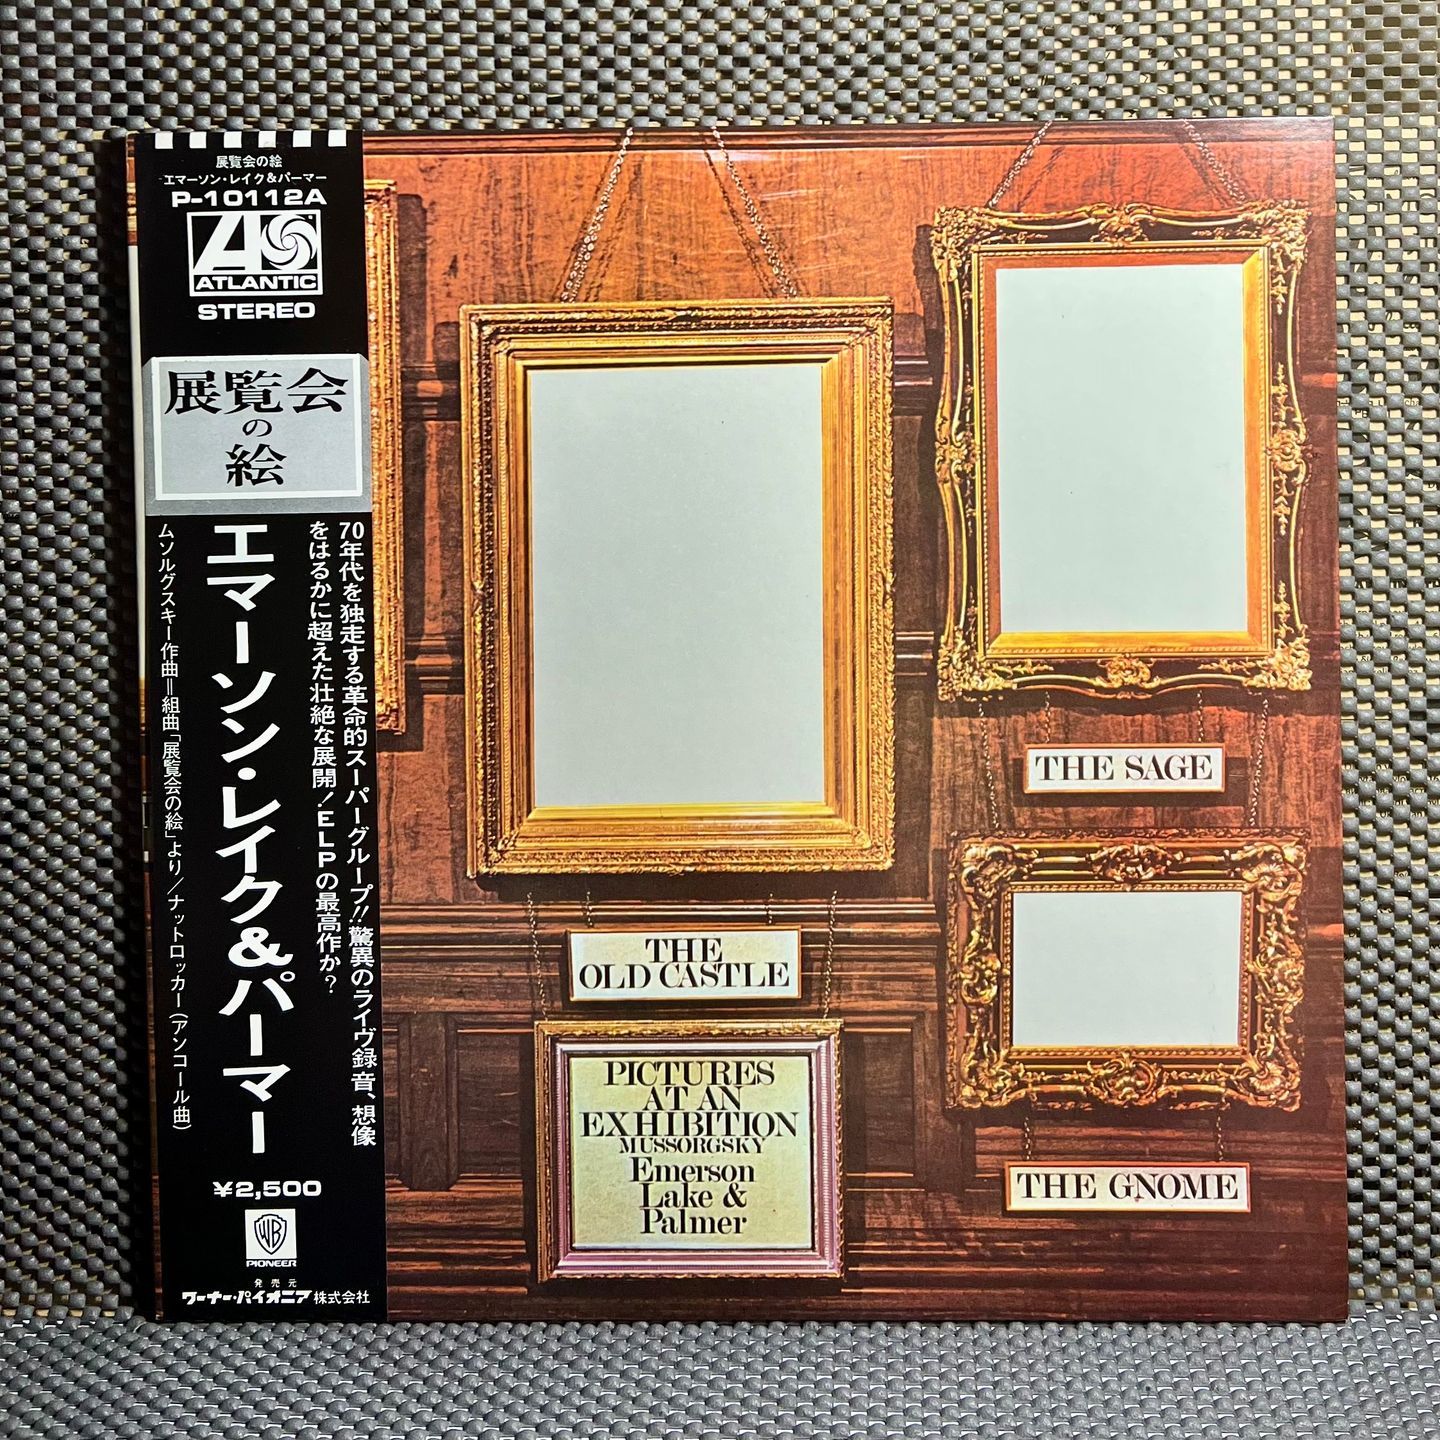 展覧会の絵
エマーソン・レイク&パーマー
P-10112A
ATLANTIC
STEREO
展覧会
の
絵
70年代を独走する革命的スーパーグループ!!驚異のライヴ録音、想像
をはるかに超えた壮絶な展開!ELPの最高作か?
エマーソン・レイク&パーマー
ムソルグスキー作曲=組曲「展覧会の絵」より/ナットロッカー(アンコール曲)
¥2,500
WB
PIONEER
発売元
ワーナー・パイオニア株式会社
THE SAGE
THE
OLD CASTLE
PICTURES
AT AN
EXHIBITION
MUSSORGSKY
Emerson
Lake &
Palmer
THE GNOME